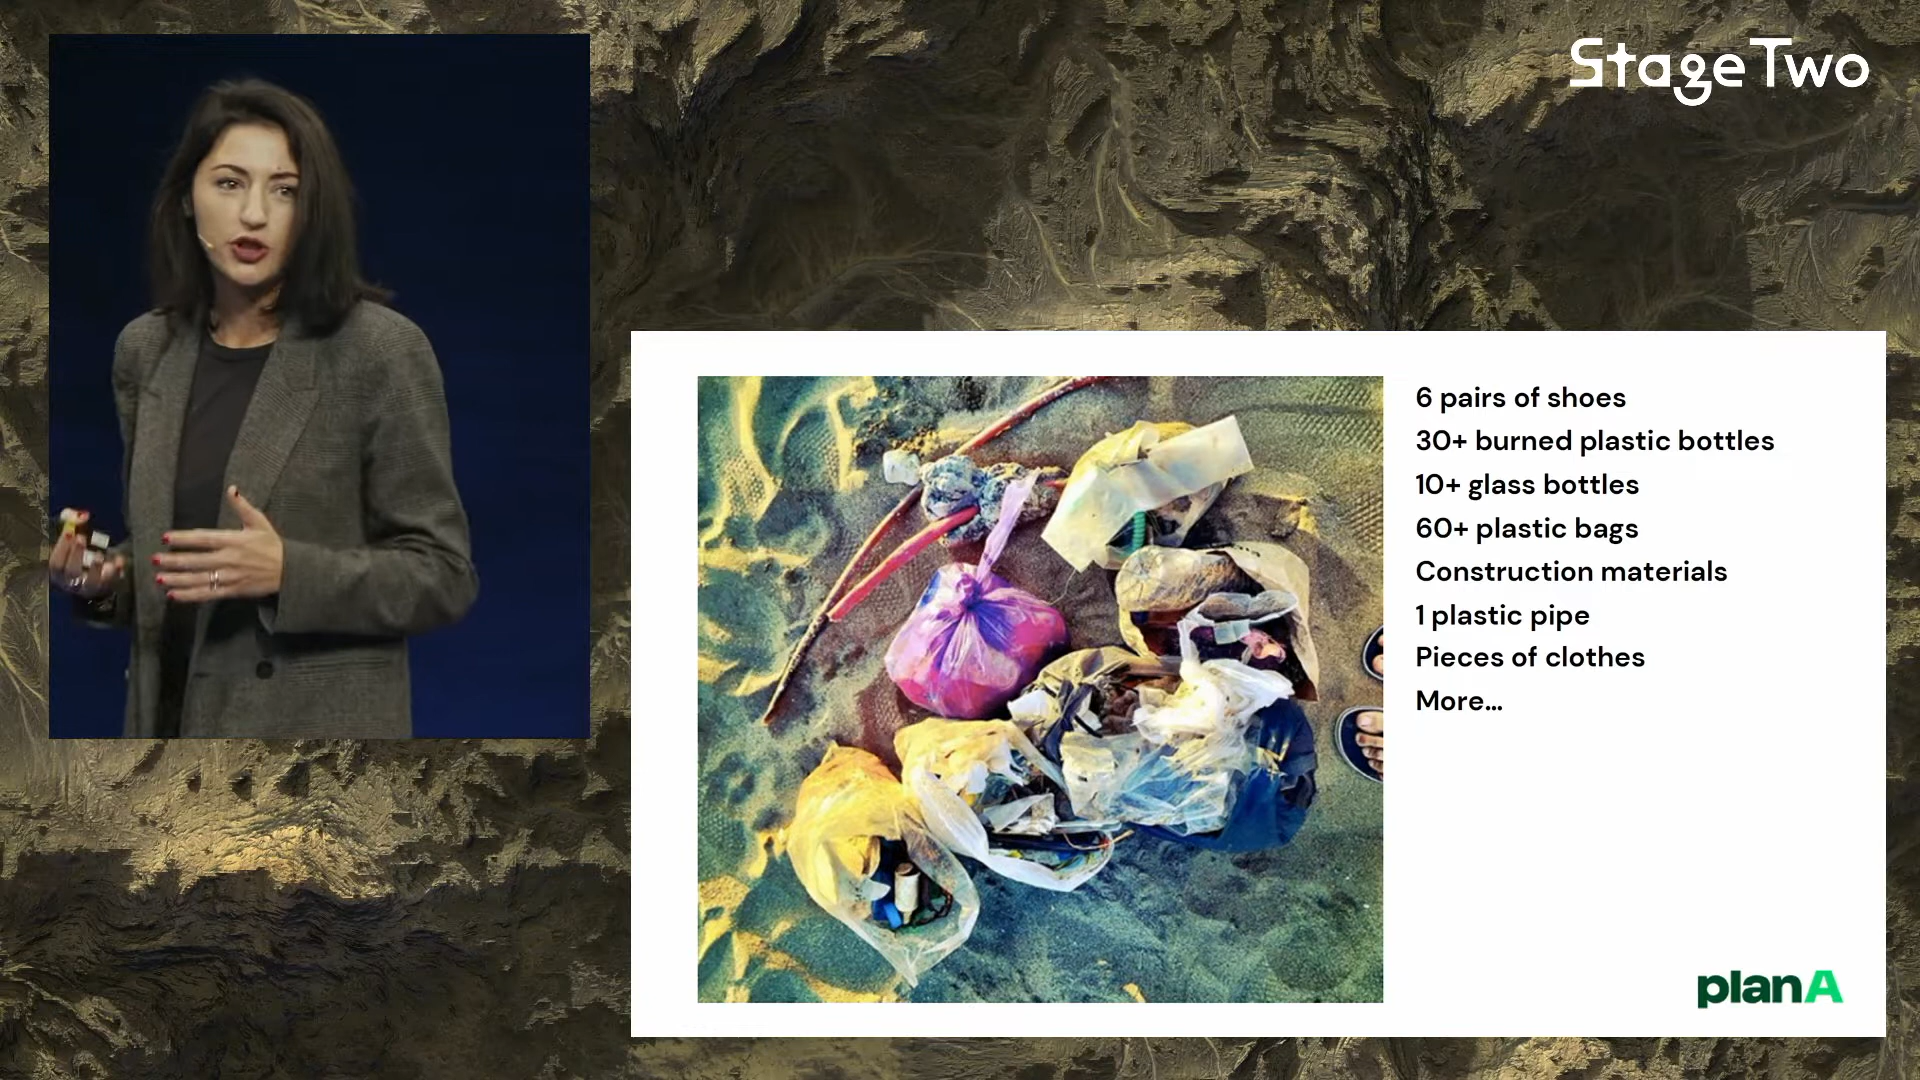 Stage Two
6 pairs of shoes
30+ burned plastic bottles
10+ glass bottles
60+ plastic bags
Construction materials
1 plastic pipe
Pieces of clothes
More...
planA